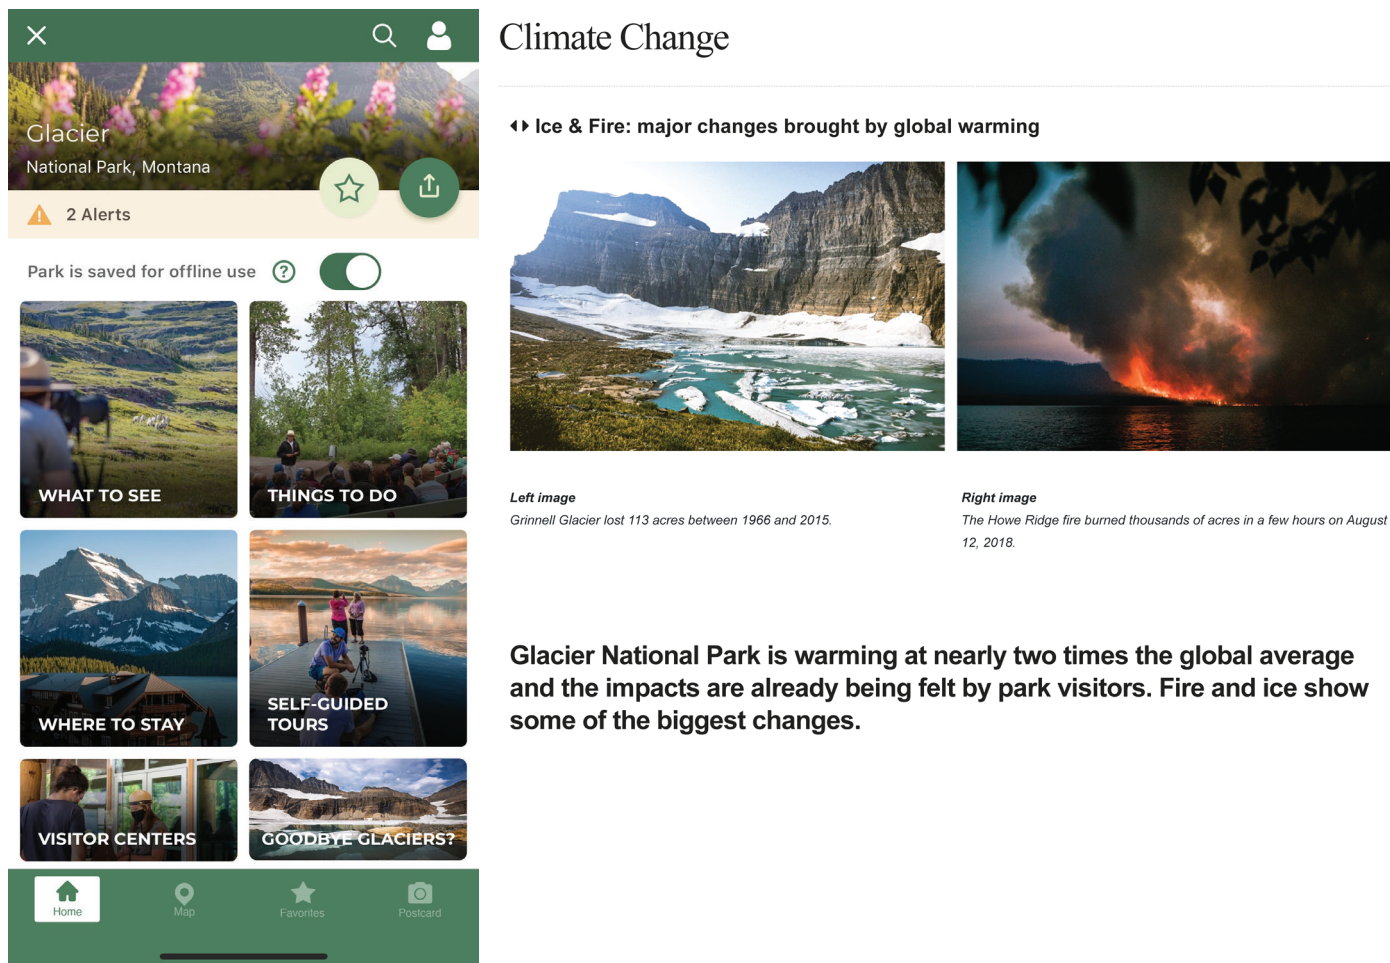 Glacier
National Park, Montana
2 Alerts
Park is saved for offline use ?
WHAT TO SEE
THINGS TO DO
WHERE TO STAY
SELF-GUIDED
TOURS
VISITOR CENTERS
GOODBYE GLACIERS?
Home
Map
Favorites
Postcard
Climate Change
Ice & Fire: major changes brought by global warming
Left image
Grinnell Glacier lost 113 acres between 1966 and 2015.
Right image
The Howe Ridge fire burned thousands of acres in a few hours on August
12, 2018.
Glacier National Park is warming at nearly two times the global average
and the impacts are already being felt by park visitors. Fire and ice show
some of the biggest changes.